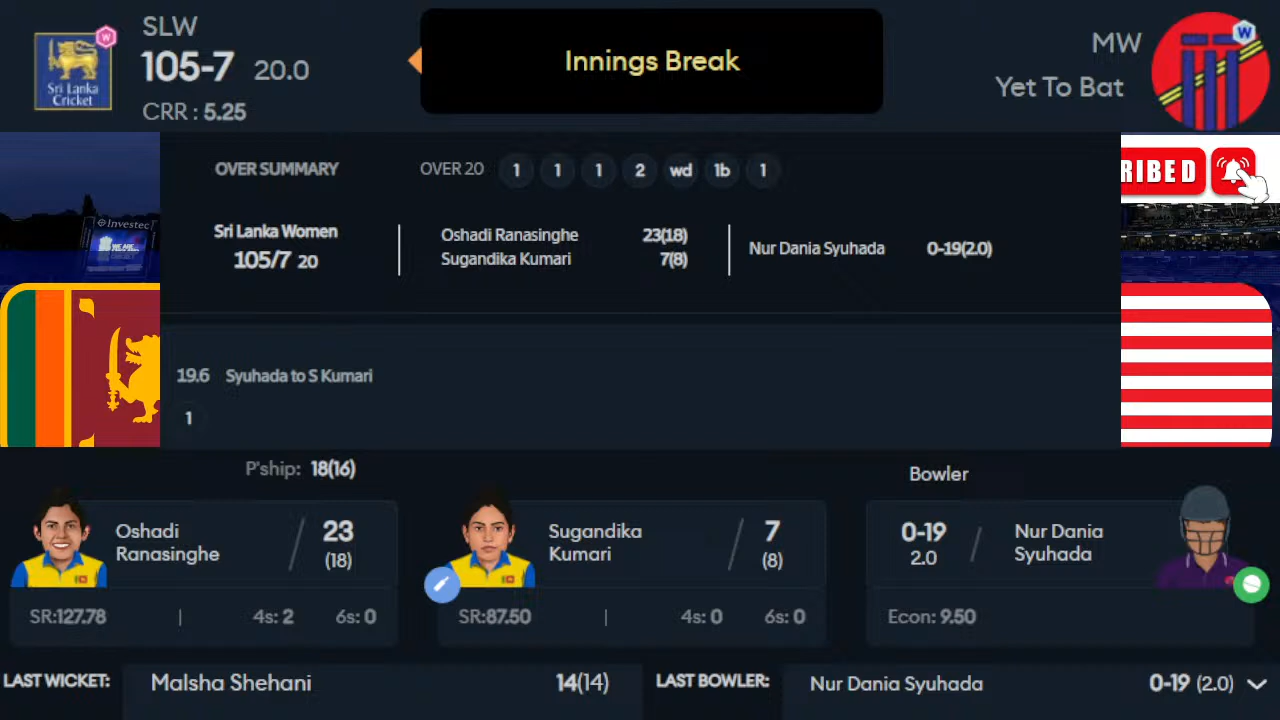 SLW
105-7 20.0
CRR : 5.25
Sri Lanka
Cricket
W
Innings Break
MW
Yet To Bat
W
OVER SUMMARY
OVER 20 1 1 1 2 wd 1b 1
Sri Lanka Women
105/7 20
Oshadi Ranasinghe 23(18)
Sugandika Kumari 7(8)
Nur Dania Syuhada 0-19(2.0)
Investec
RIBED
19.6 Syuhada to S Kumari
1
P'ship: 18(16)
Bowler
Oshadi
Ranasinghe
23
(18)
SR:127.78 | 4s: 2 6s: 0
Sugandika
Kumari
7
(8)
SR:87.50 | 4s: 0 6s: 0
0-19
2.0
Nur Dania
Syuhada
Econ: 9.50
LAST WICKET: Malsha Shehani 14(14)
LAST BOWLER: Nur Dania Syuhada 0-19 (2.0)